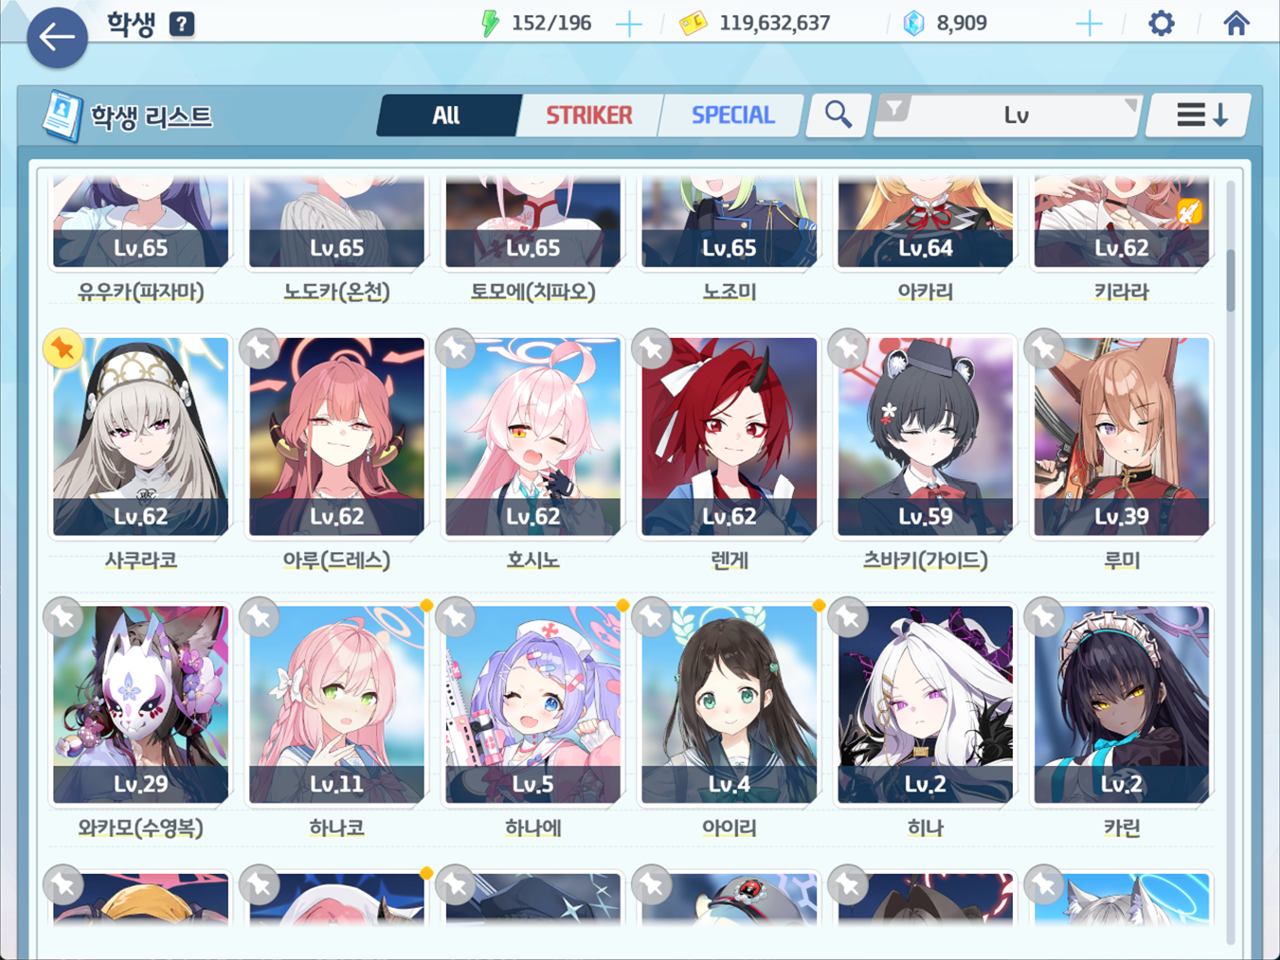 학생 ?
152/196
119,632,637
8,909
학생 리스트
All
STRIKER
SPECIAL
Lv
Lv.65 Lv.65 Lv.65 Lv.65 Lv.64 Lv.62
유우카(파자마) 노도카(온천) 토모에(치파오) 노조미 아카리 키라라
Lv.62 Lv.62 Lv.62 Lv.62 Lv.59 Lv.39
사쿠라코 아루(드레스) 호시노 렌게 츠바키(가이드) 루미
Lv.29 Lv.11 Lv.5 Lv.4 Lv.2 Lv.2
와카모(수영복) 하나코 하나에 아이리 히나 카린